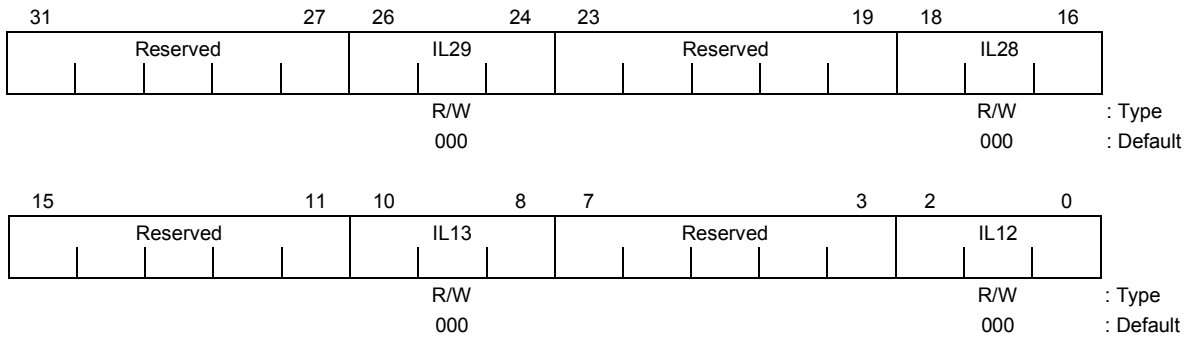 31 27 26 24 23 19 18 16
Reserved IL29 Reserved IL28
R/W R/W : Type
000 000 : Default
15 11 10 8 7 3 2 0
Reserved IL13 Reserved IL12
R/W R/W : Type
000 000 : Default